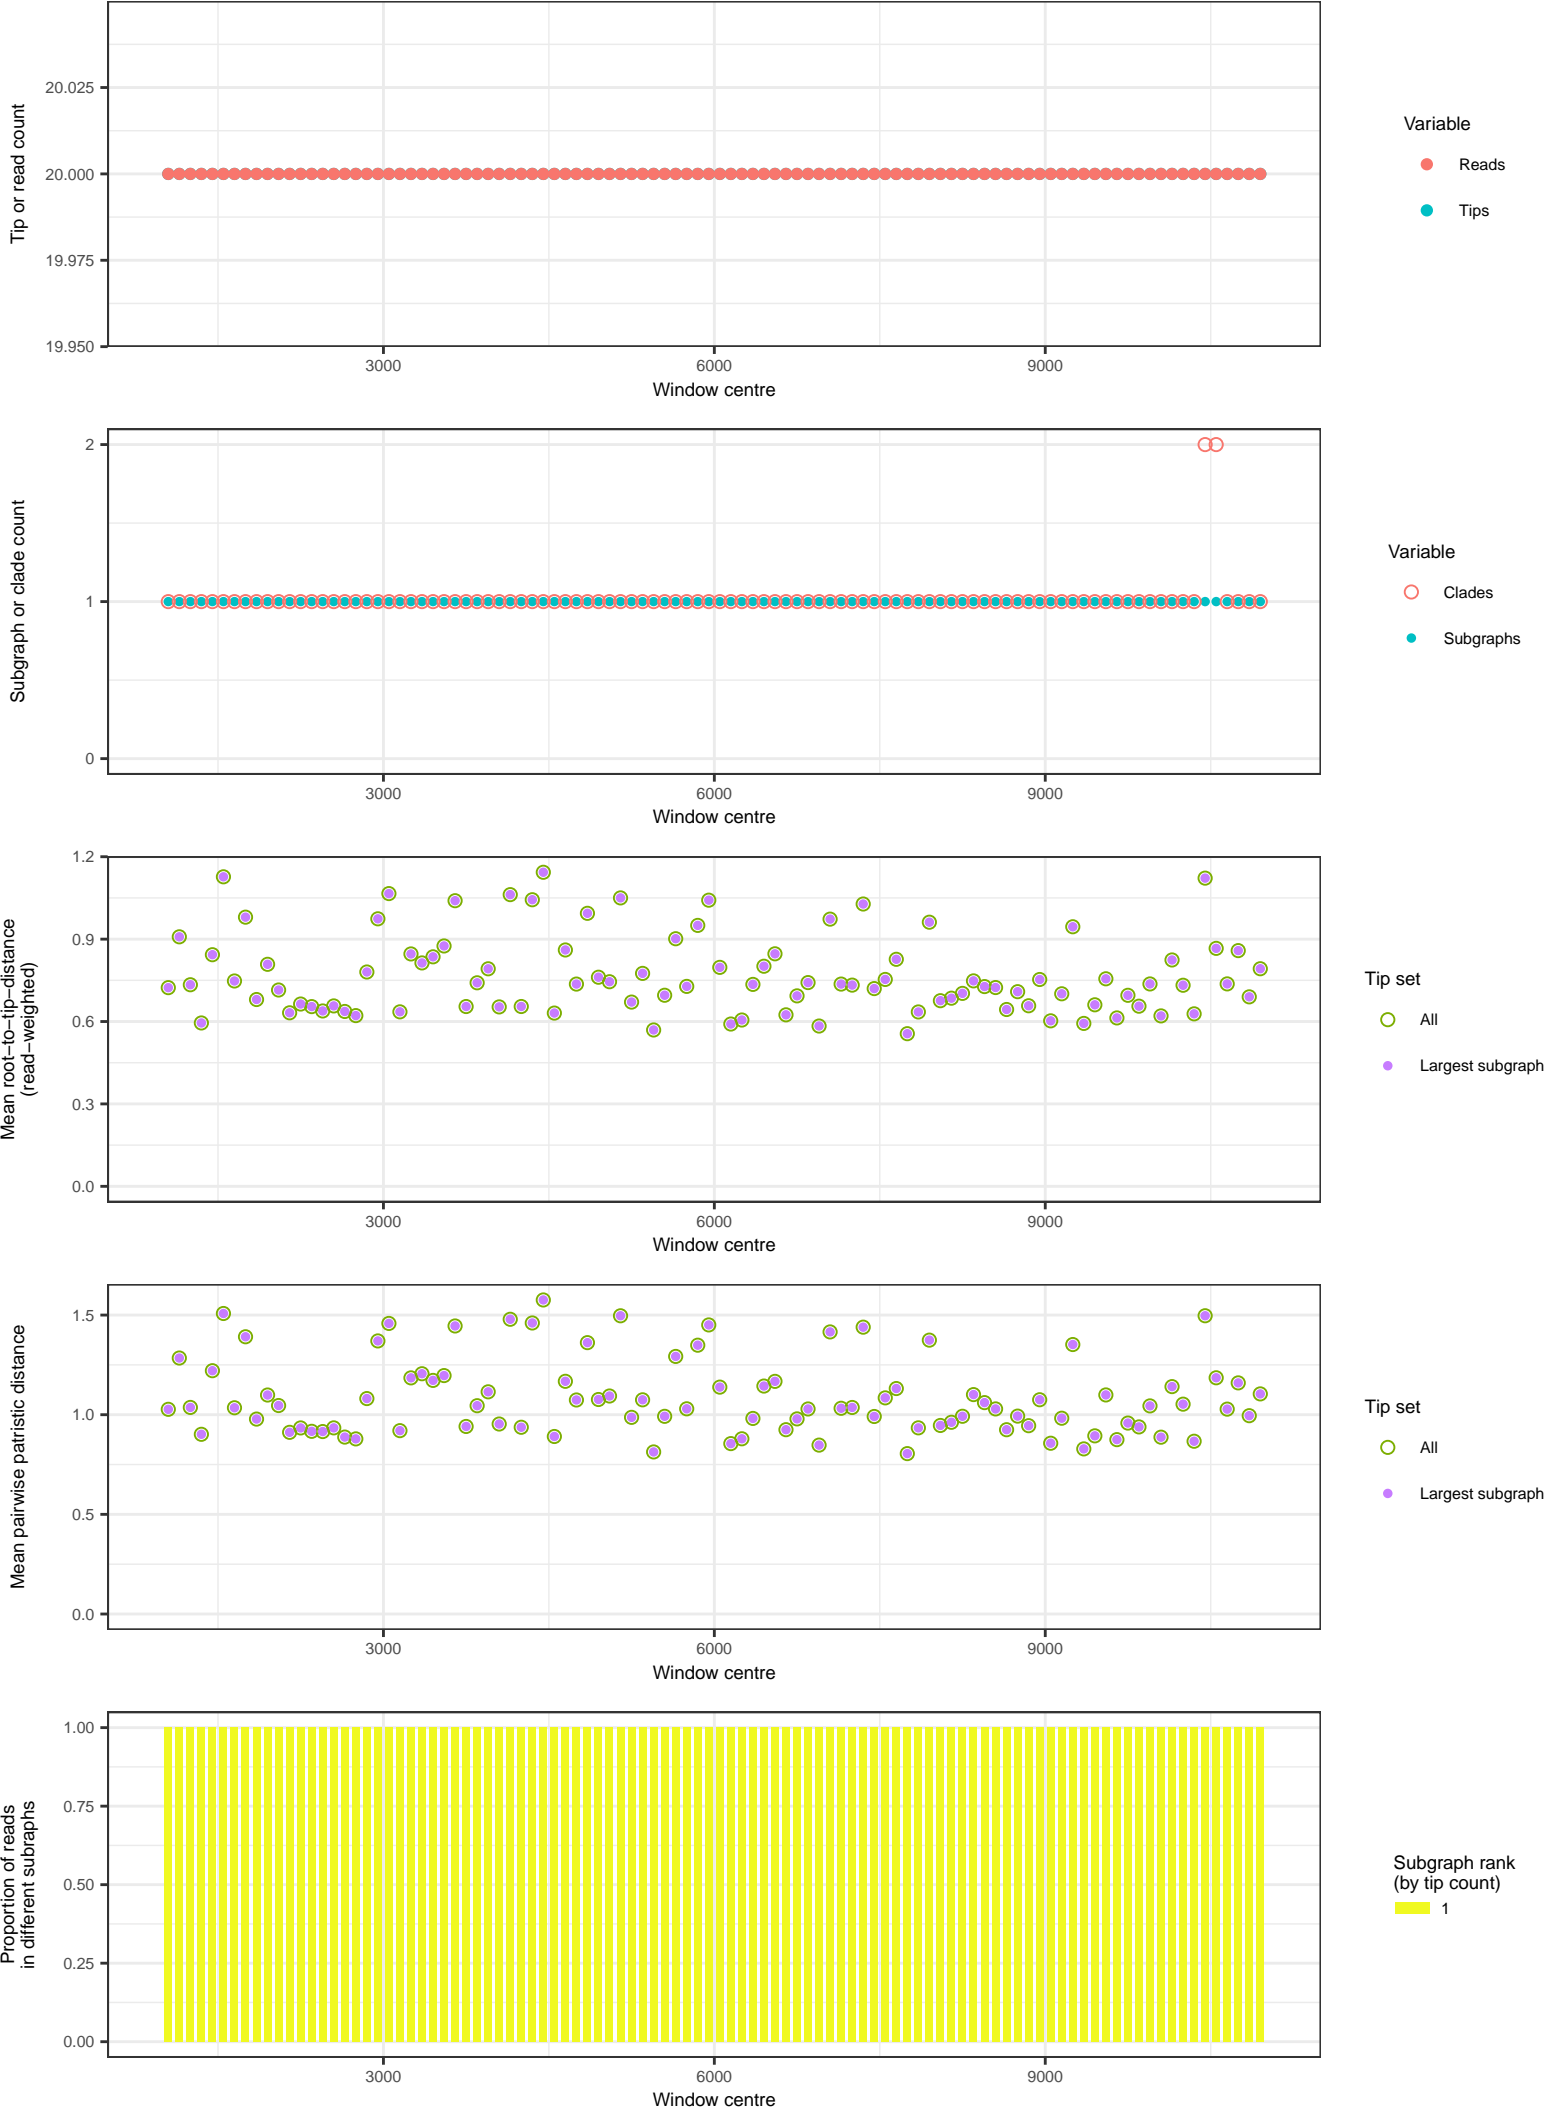 20.025
20.000
19.975
19.950
Tip or read count
3000
6000
9000
Window centre
Variable
Reads
Tips
2
1
0
Subgraph or clade count
3000
6000
9000
Window centre
Variable
Clades
Subgraphs
1.2
0.9
0.6
0.3
0.0
Mean root−to−tip−distance
(read−weighted)
3000
6000
9000
Window centre
Tip set
All
Largest subgraph
1.5
1.0
0.5
0.0
Mean pairwise patristic distance
3000
6000
9000
Window centre
Tip set
All
Largest subgraph
1.00
0.75
0.50
0.25
0.00
Proportion of reads
in different subraphs
3000
6000
9000
Window centre
Subgraph rank
(by tip count)
1